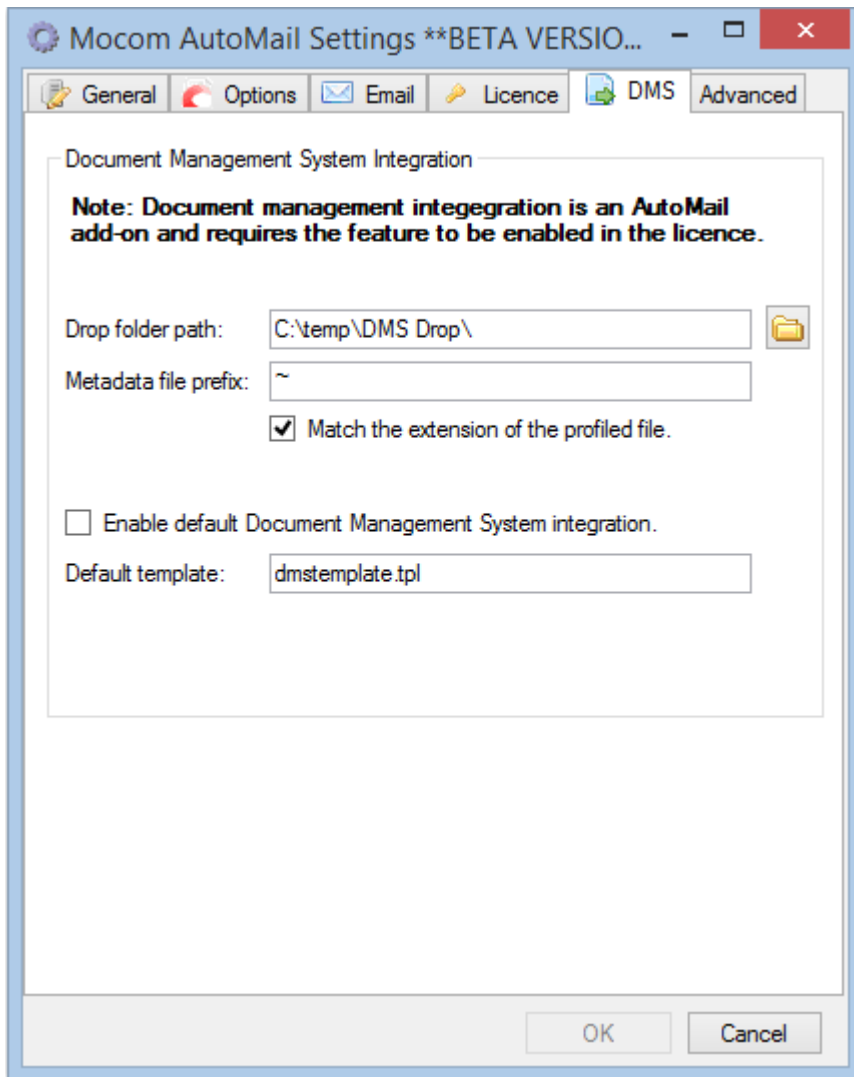 Mocom AutoMail Settings **BETA VERSIO...
General Options Email Licence DMS Advanced
Document Management System Integration
Note: Document management integegration is an AutoMail
add-on and requires the feature to be enabled in the licence.
Drop folder path: C:\temp\DMS Drop\
Metadata file prefix: ~
Match the extension of the profiled file.
Enable default Document Management System integration.
Default template: dmstemplate.tpl
OK Cancel